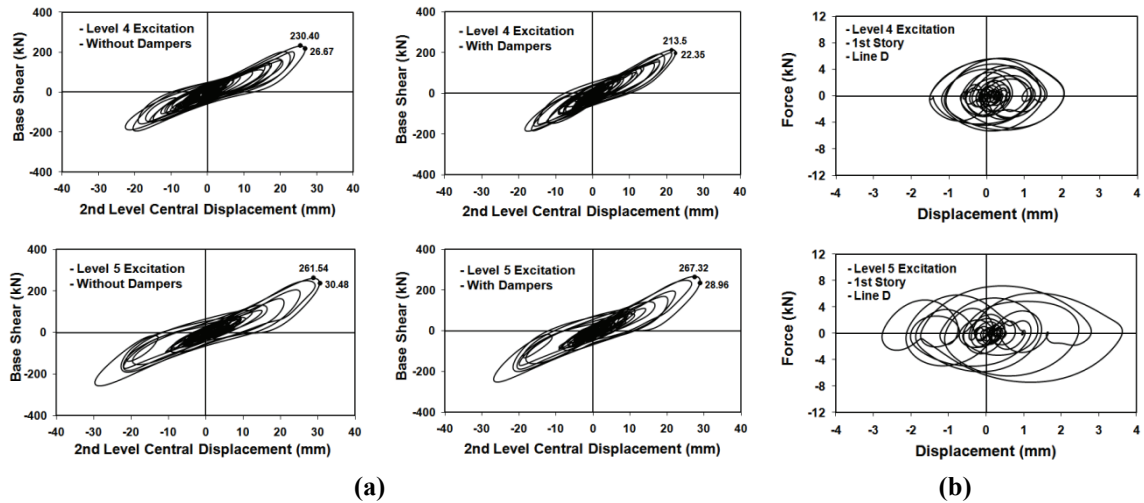 - Level 4 Excitation
- Without Dampers
230.40
26.67
400
200
0
-200
-400
-40 -30 -20 -10 0 10 20 30 40
Base Shear (kN)
2nd Level Central Displacement (mm)
- Level 4 Excitation
- With Dampers
213.5
22.35
400
200
0
-200
-400
-40 -30 -20 -10 0 10 20 30 40
Base Shear (kN)
2nd Level Central Displacement (mm)
- Level 4 Excitation
- 1st Story
- Line D
12
8
4
0
-4
-8
-12
-4 -3 -2 -1 0 1 2 3 4
Force (kN)
Displacement (mm)
- Level 5 Excitation
- Without Dampers
261.54
30.48
400
200
0
-200
-400
-40 -30 -20 -10 0 10 20 30 40
Base Shear (kN)
2nd Level Central Displacement (mm)
- Level 5 Excitation
- With Dampers
267.32
28.96
400
200
0
-200
-400
-40 -30 -20 -10 0 10 20 30 40
Base Shear (kN)
2nd Level Central Displacement (mm)
- Level 5 Excitation
- 1st Story
- Line D
12
8
4
0
-4
-8
-12
-4 -3 -2 -1 0 1 2 3 4
Force (kN)
Displacement (mm)
(a) (b)